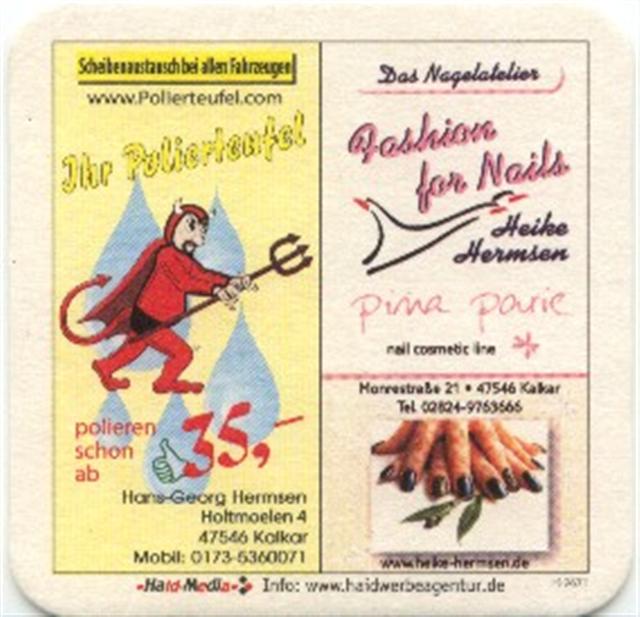 Scheibenaustausch bei allen Fahrzeugen
www.Polierteufel.com
Ihr Polierteufel
polieren
schon
ab
35,-
Hans-Georg Hermsen
Holtmoelen 4
47546 Kalkar
Mobil: 0173-5360071
Das Nagelatelier
Fashion
for Nails
Heike
Hermsen
pina parie
nail cosmetic line
Monrestraße 21 • 47546 Kalkar
Tel. 02824-9763666
www.heike-hermsen.de
-Haid-Media- Info: www.haidwerbeagentur.de